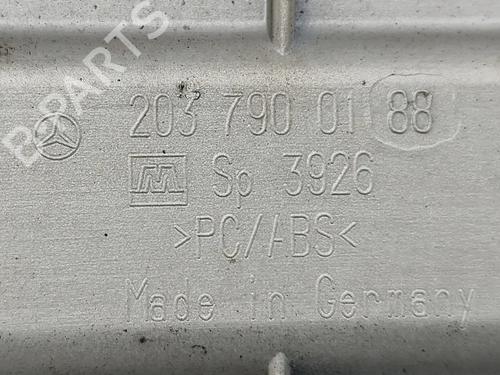 B-PARTS
203 790 01 88
M Sp 3926
>PC/ABS<
Made in Germany